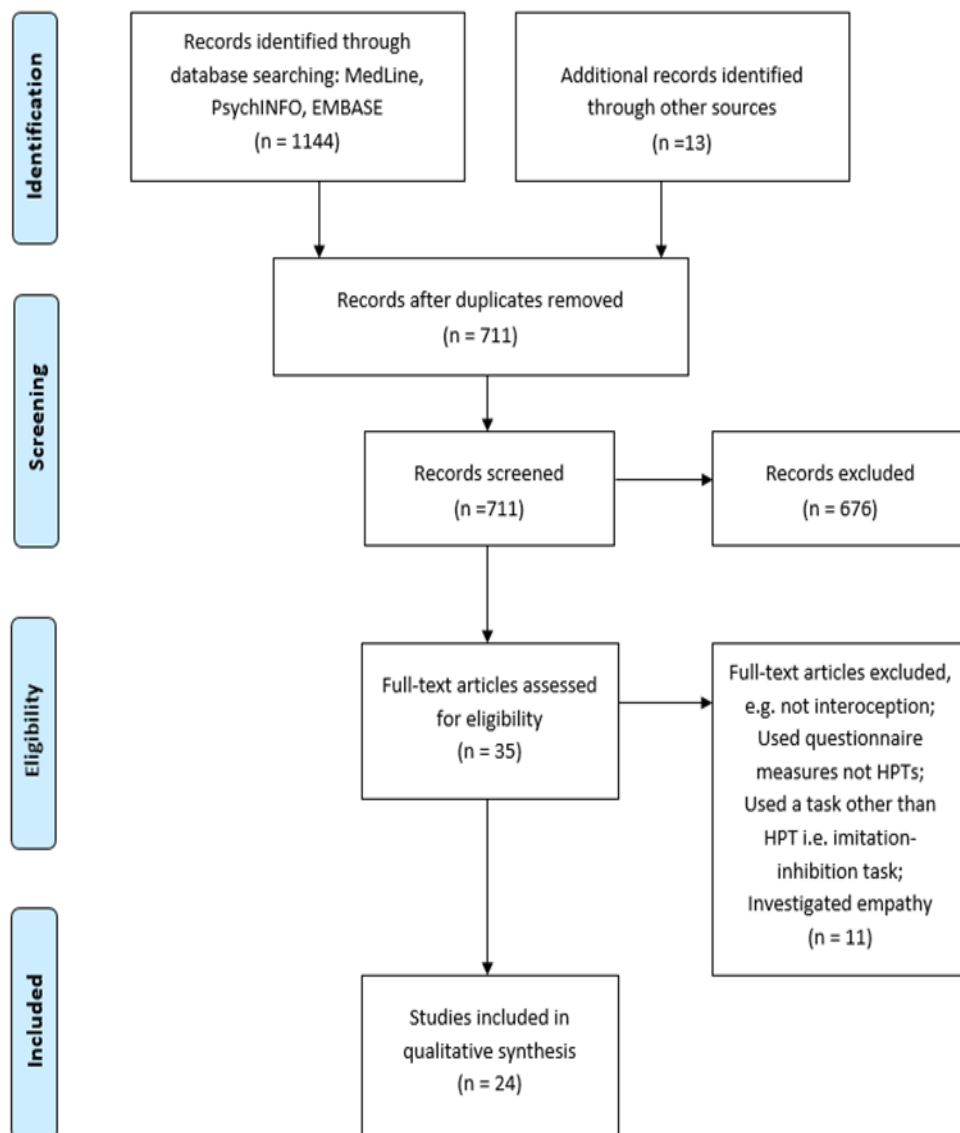 Identification
Records identified through
database searching: MedLine,
PsychINFO, EMBASE
(n = 1144)
Additional records identified
through other sources
(n =13)
Screening
Records after duplicates removed
(n = 711)
Records screened
(n =711)
Records excluded
(n = 676)
Eligibility
Full-text articles assessed
for eligibility
(n = 35)
Full-text articles excluded,
e.g. not interoception;
Used questionnaire
measures not HPTs;
Used a task other than
HPT i.e. imitation-
inhibition task;
Investigated empathy
(n = 11)
Included
Studies included in
qualitative synthesis
(n = 24)